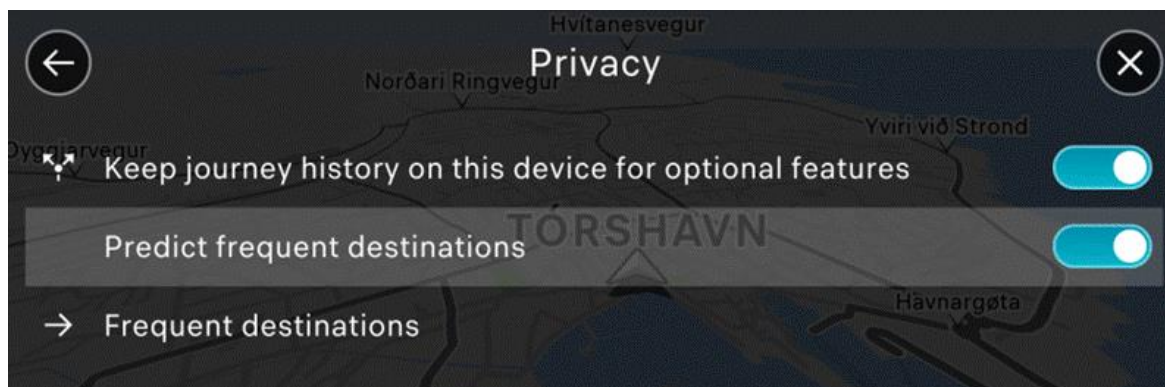 Hvítanesvegur
Privacy
Norðari Ringvegur
Yviri við Strond
Oyggjarvegur
Keep journey history on this device for optional features
TÓRSHAVN
Predict frequent destinations
Havnargøta
Frequent destinations